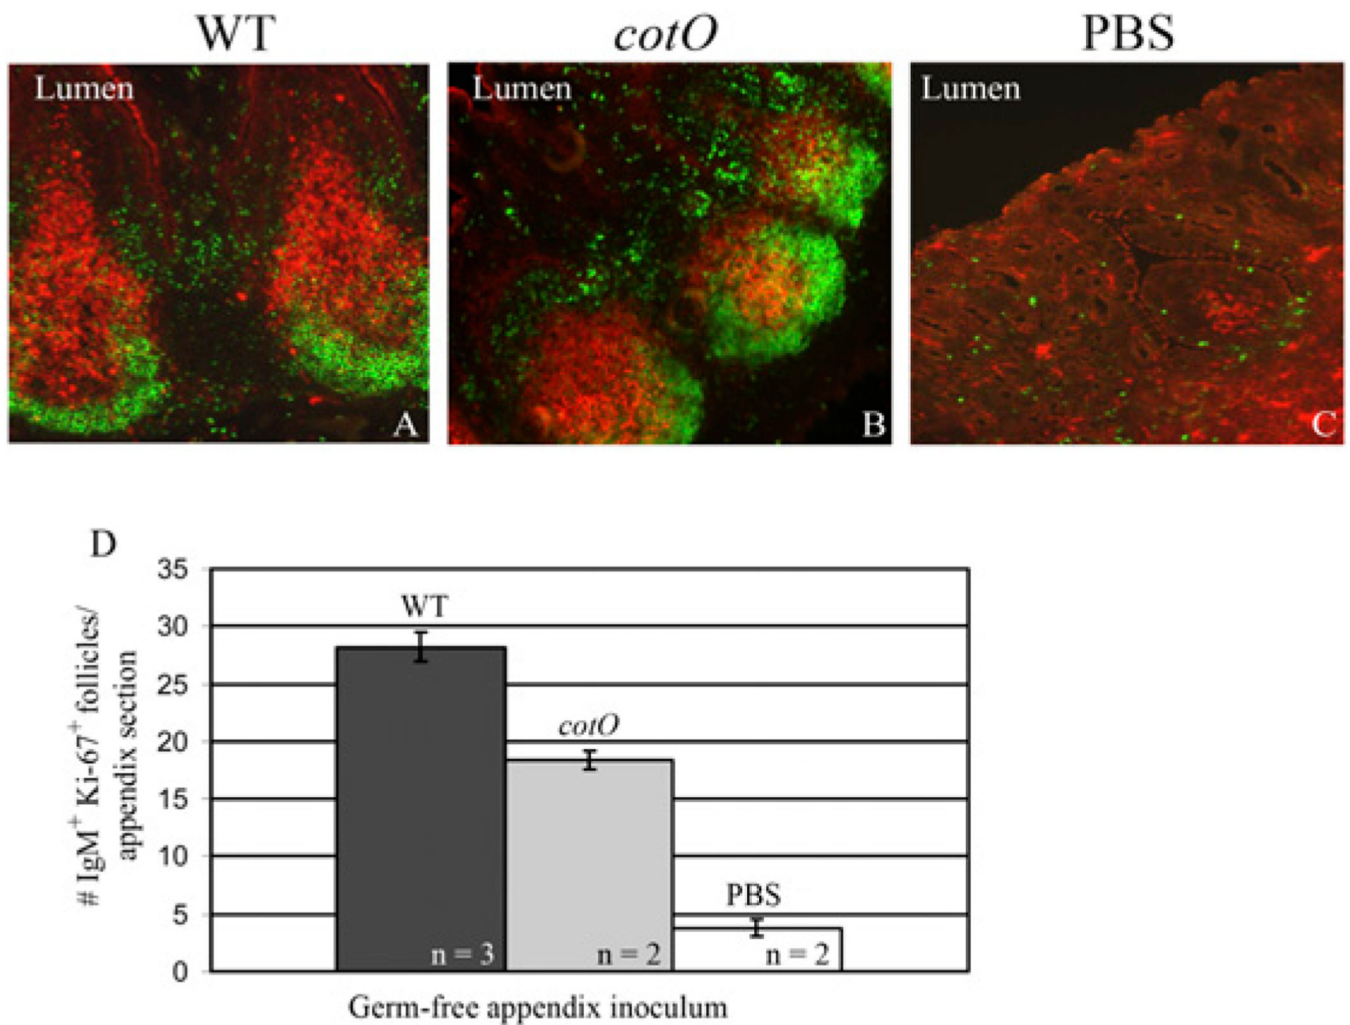 WT cotO PBS
Lumen Lumen Lumen
A B C
D
35
30
25
20
15
10
5
0
# IgM+ Ki-67+ follicles/
appendix section
WT
cotO
PBS
n = 3 n = 2 n = 2
Germ-free appendix inoculum